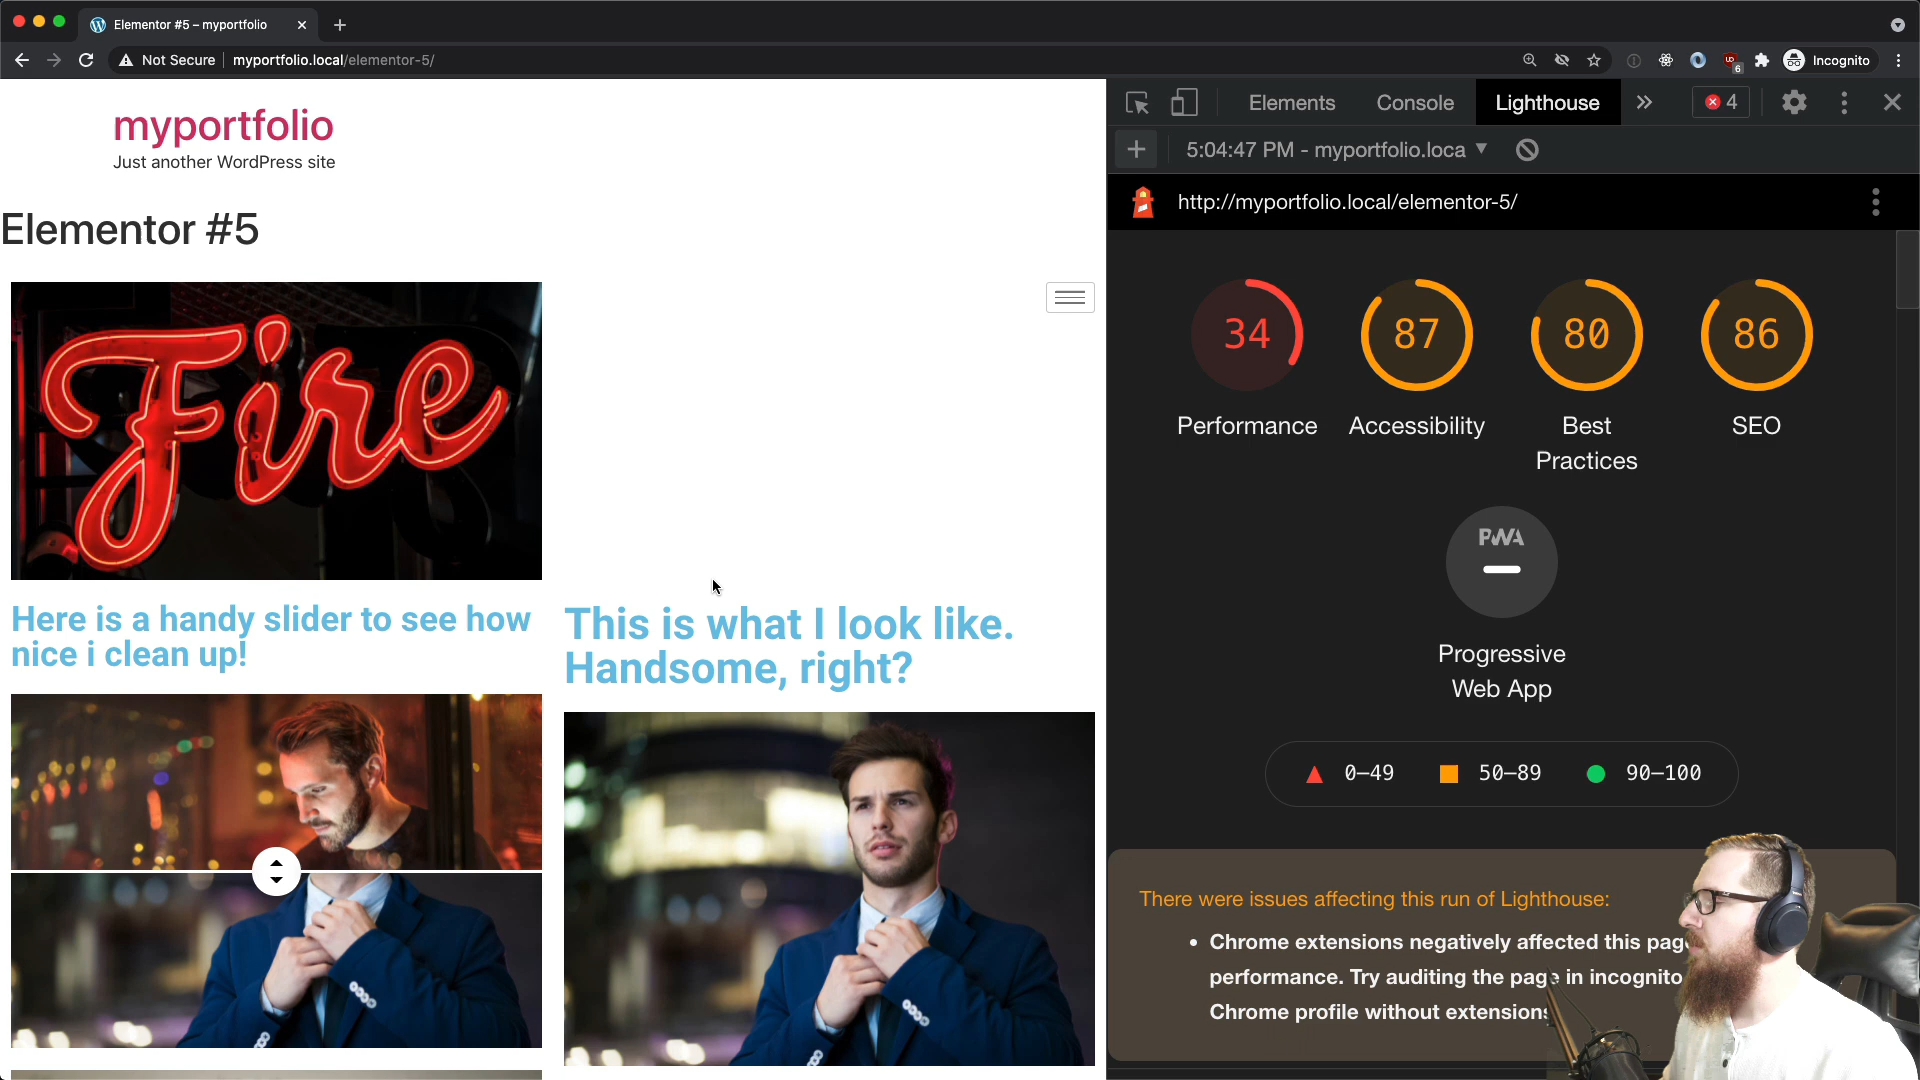 Elementor #5 – myportfolio
Not Secure
myportfolio.local/elementor-5/
6
Incognito
myportfolio
Just another WordPress site
Elementor #5
Fire
Here is a handy slider to see how
nice i clean up!
This is what I look like.
Handsome, right?
Elements
Console
Lighthouse
4
5:04:47 PM - myportfolio.loca
http://myportfolio.local/elementor-5/
34
87
80
86
Performance
Accessibility
Best
Practices
SEO
PWA
Progressive
Web App
0–49
50–89
90–100
There were issues affecting this run of Lighthouse:
Chrome extensions negatively affected this page
performance. Try auditing the page in incognito
Chrome profile without extensions